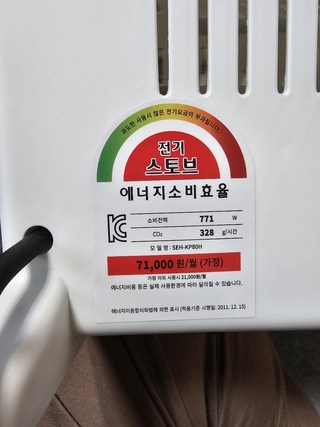 과도한 사용시 많은 전기요금이 부과됩니다
전기
스토브
에너지소비효율
소비전력 771 W
CO₂ 328 g/시간
모 델 명 : SEH-KP80H
71,000 원/월 (가정)
가정 이외 사용시 21,000원/월
에너지비용 등은 실제 사용환경에 따라 달라질 수 있습니다.
에너지이용합리화법에 의한 표시 (적용기준 시행일: 2011. 12. 15)